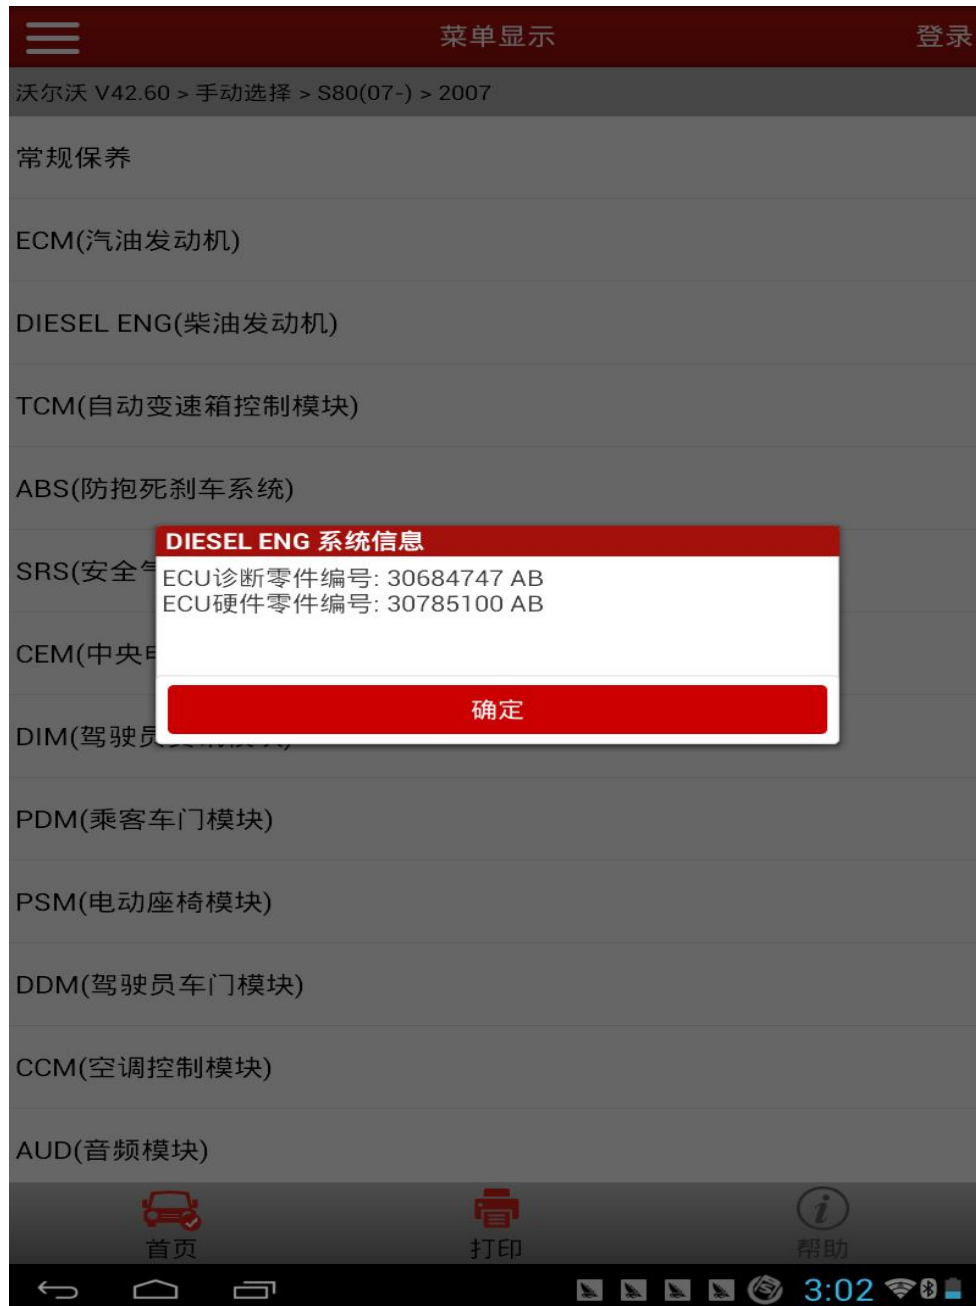 菜单显示
登录
沃尔沃 V42.60 > 手动选择 > S80(07-) > 2007
常规保养
ECM(汽油发动机)
DIESEL ENG(柴油发动机)
TCM(自动变速箱控制模块)
ABS(防抱死刹车系统)
DIESEL ENG 系统信息
SRS(安全
ECU诊断零件编号: 30684747 AB
ECU硬件零件编号: 30785100 AB
CEM(中央
确定
DIM(驾驶员
PDM(乘客车门模块)
PSM(电动座椅模块)
DDM(驾驶员车门模块)
CCM(空调控制模块)
AUD(音频模块)
首页
打印
帮助
3:02